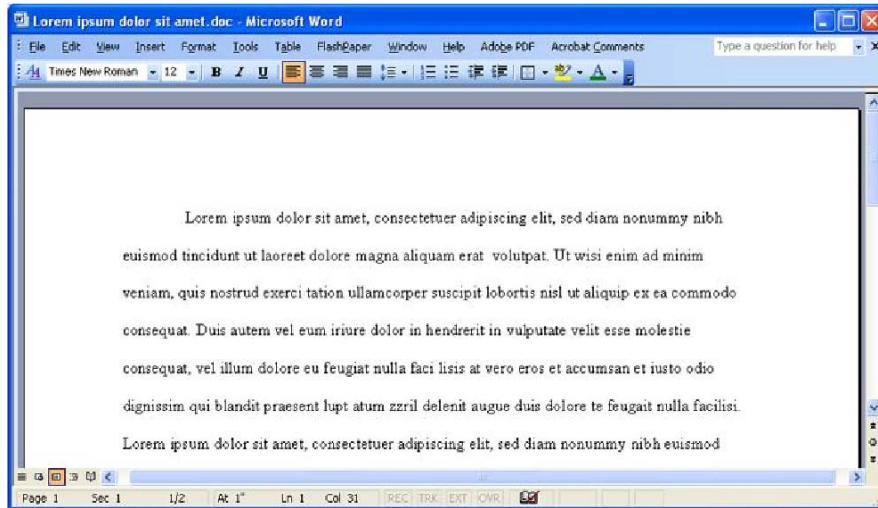 Lorem ipsum dolor sit amet.doc - Microsoft Word
File Edit View Insert Format Tools Table FlashPaper Window Help Adobe PDF Acrobat Comments Type a question for help
Times New Roman 12 B I U
Lorem ipsum dolor sit amet, consectetuer adipiscing elit, sed diam nonummy nibh
euismod tincidunt ut laoreet dolore magna aliquam erat  volutpat. Ut wisi enim ad minim
veniam, quis nostrud exerci tation ullamcorper suscipit lobortis nisl ut aliquip ex ea commodo
consequat. Duis autem vel eum iriure dolor in hendrerit in vulputate velit esse molestie
consequat, vel illum dolore eu feugiat nulla faci lisis at vero eros et accumsan et iusto odio
dignissim qui blandit praesent lupt atum zzril delenit augue duis dolore te feugait nulla facilisi.
Lorem ipsum dolor sit amet, consectetuer adipiscing elit, sed diam nonummy nibh euismod
Page 1 Sec 1 1/2 At 1" Ln 1 Col 31 REC TRK EXT OVR